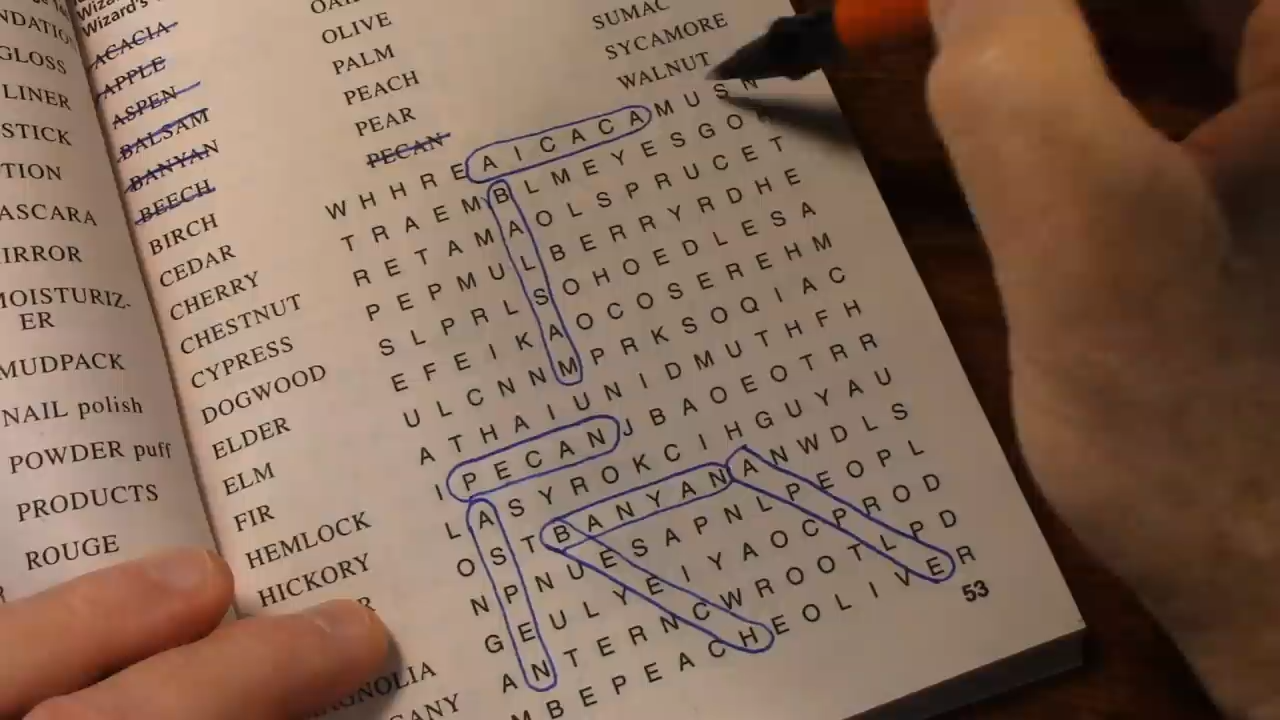 GLOSS
LINER
STICK
TION
ASCARA
IRROR
MOISTURIZ-
ER
MUDPACK
NAIL polish
POWDER puff
PRODUCTS
ROUGE
Wizard's
ACACIA
APPLE
ASPEN
BALSAM
BANYAN
BEECH
BIRCH
CEDAR
CHERRY
CHESTNUT
CYPRESS
DOGWOOD
ELDER
ELM
FIR
HEMLOCK
HICKORY
OLIVE
PALM
PEACH
PEAR
PECAN
SUMAC
SYCAMORE
WALNUT
W H H R E A I C A C A M U S N
T R A E M B L M E Y E S G O
R E T A M A O L S P R U C E T
P E P M U L B E R R Y R D H E
S L P R L S O H O E D L E S A
E F E I K A O C O S E R E H M
U L C N N M P R K S O Q I A C
A T H A I U N I D M U T H F H
I P E C A N J B A O E O T R R
L A S Y R O K C I H G U Y A U
O S T B A N Y A N A N W D L S
N P N U E S A P N L P E O P L
G E U L Y E I Y A O C P R O D
A N T E R N C W R O O T L P D
M B E P E A C H E O L I V E R
53